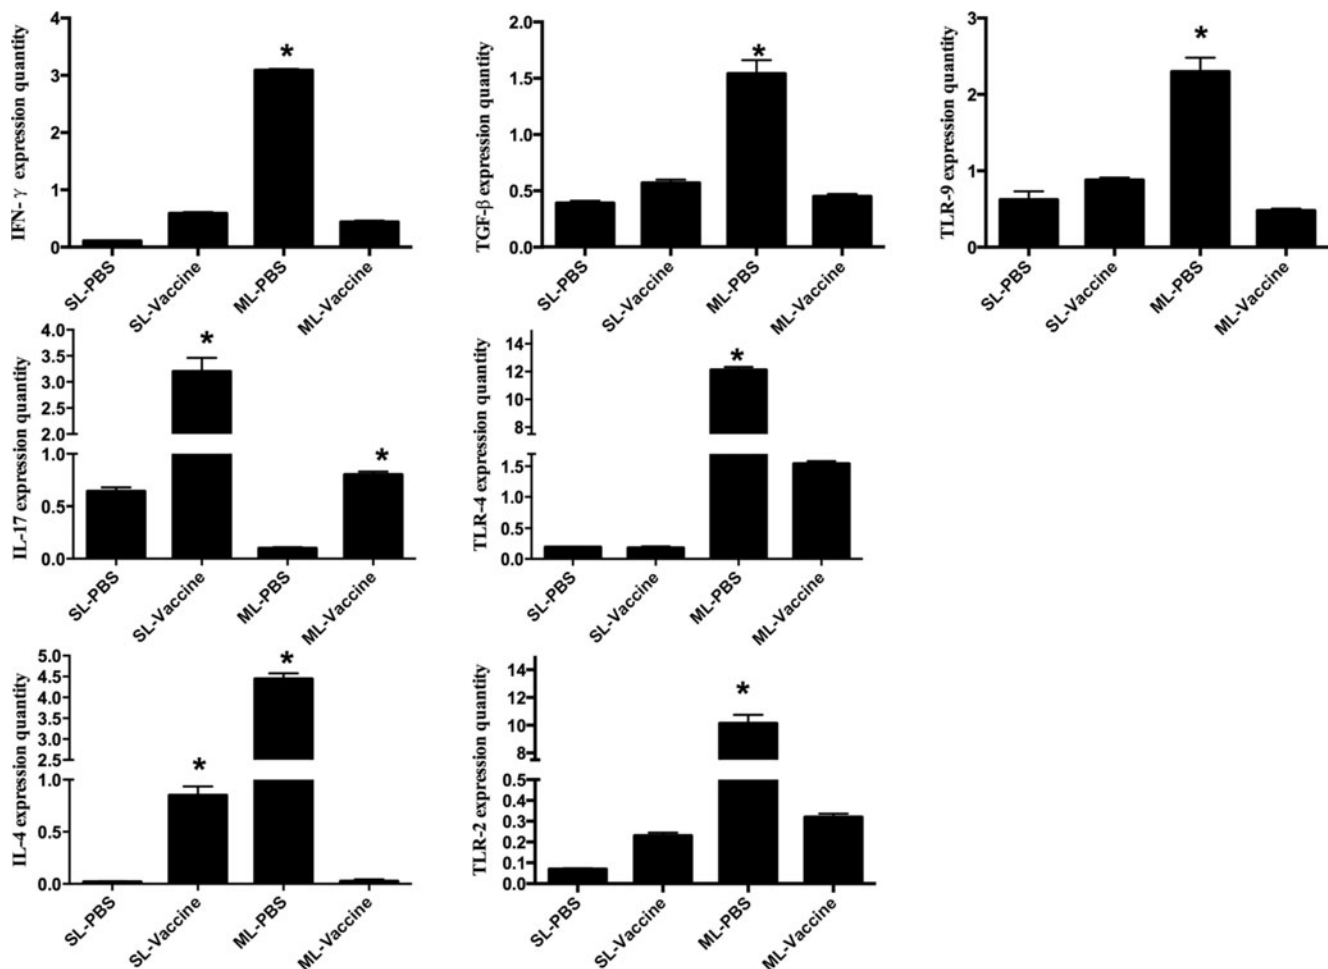 IFN- γ expression quantity
4
3
2
1
0
*
SL-PBS
SL-Vaccine
ML-PBS
ML-Vaccine
TGF-β expression quantity
2.0
1.5
1.0
0.5
0.0
*
SL-PBS
SL-Vaccine
ML-PBS
ML-Vaccine
TLR-9 expression quantity
3
2
1
0
*
SL-PBS
SL-Vaccine
ML-PBS
ML-Vaccine
IL-17 expression quantity
4.0
3.5
3.0
2.5
2.0
1.0
0.5
0.0
*
*
SL-PBS
SL-Vaccine
ML-PBS
ML-Vaccine
TLR-4 expression quantity
14
12
10
8
1.5
1.0
0.5
0.0
*
SL-PBS
SL-Vaccine
ML-PBS
ML-Vaccine
IL-4 expression quantity
5.0
4.5
4.0
3.5
3.0
2.5
1.0
0.5
0.0
*
*
SL-PBS
SL-Vaccine
ML-PBS
ML-Vaccine
TLR-2 expression quantity
14
12
10
8
0.5
0.4
0.3
0.2
0.1
0.0
*
SL-PBS
SL-Vaccine
ML-PBS
ML-Vaccine